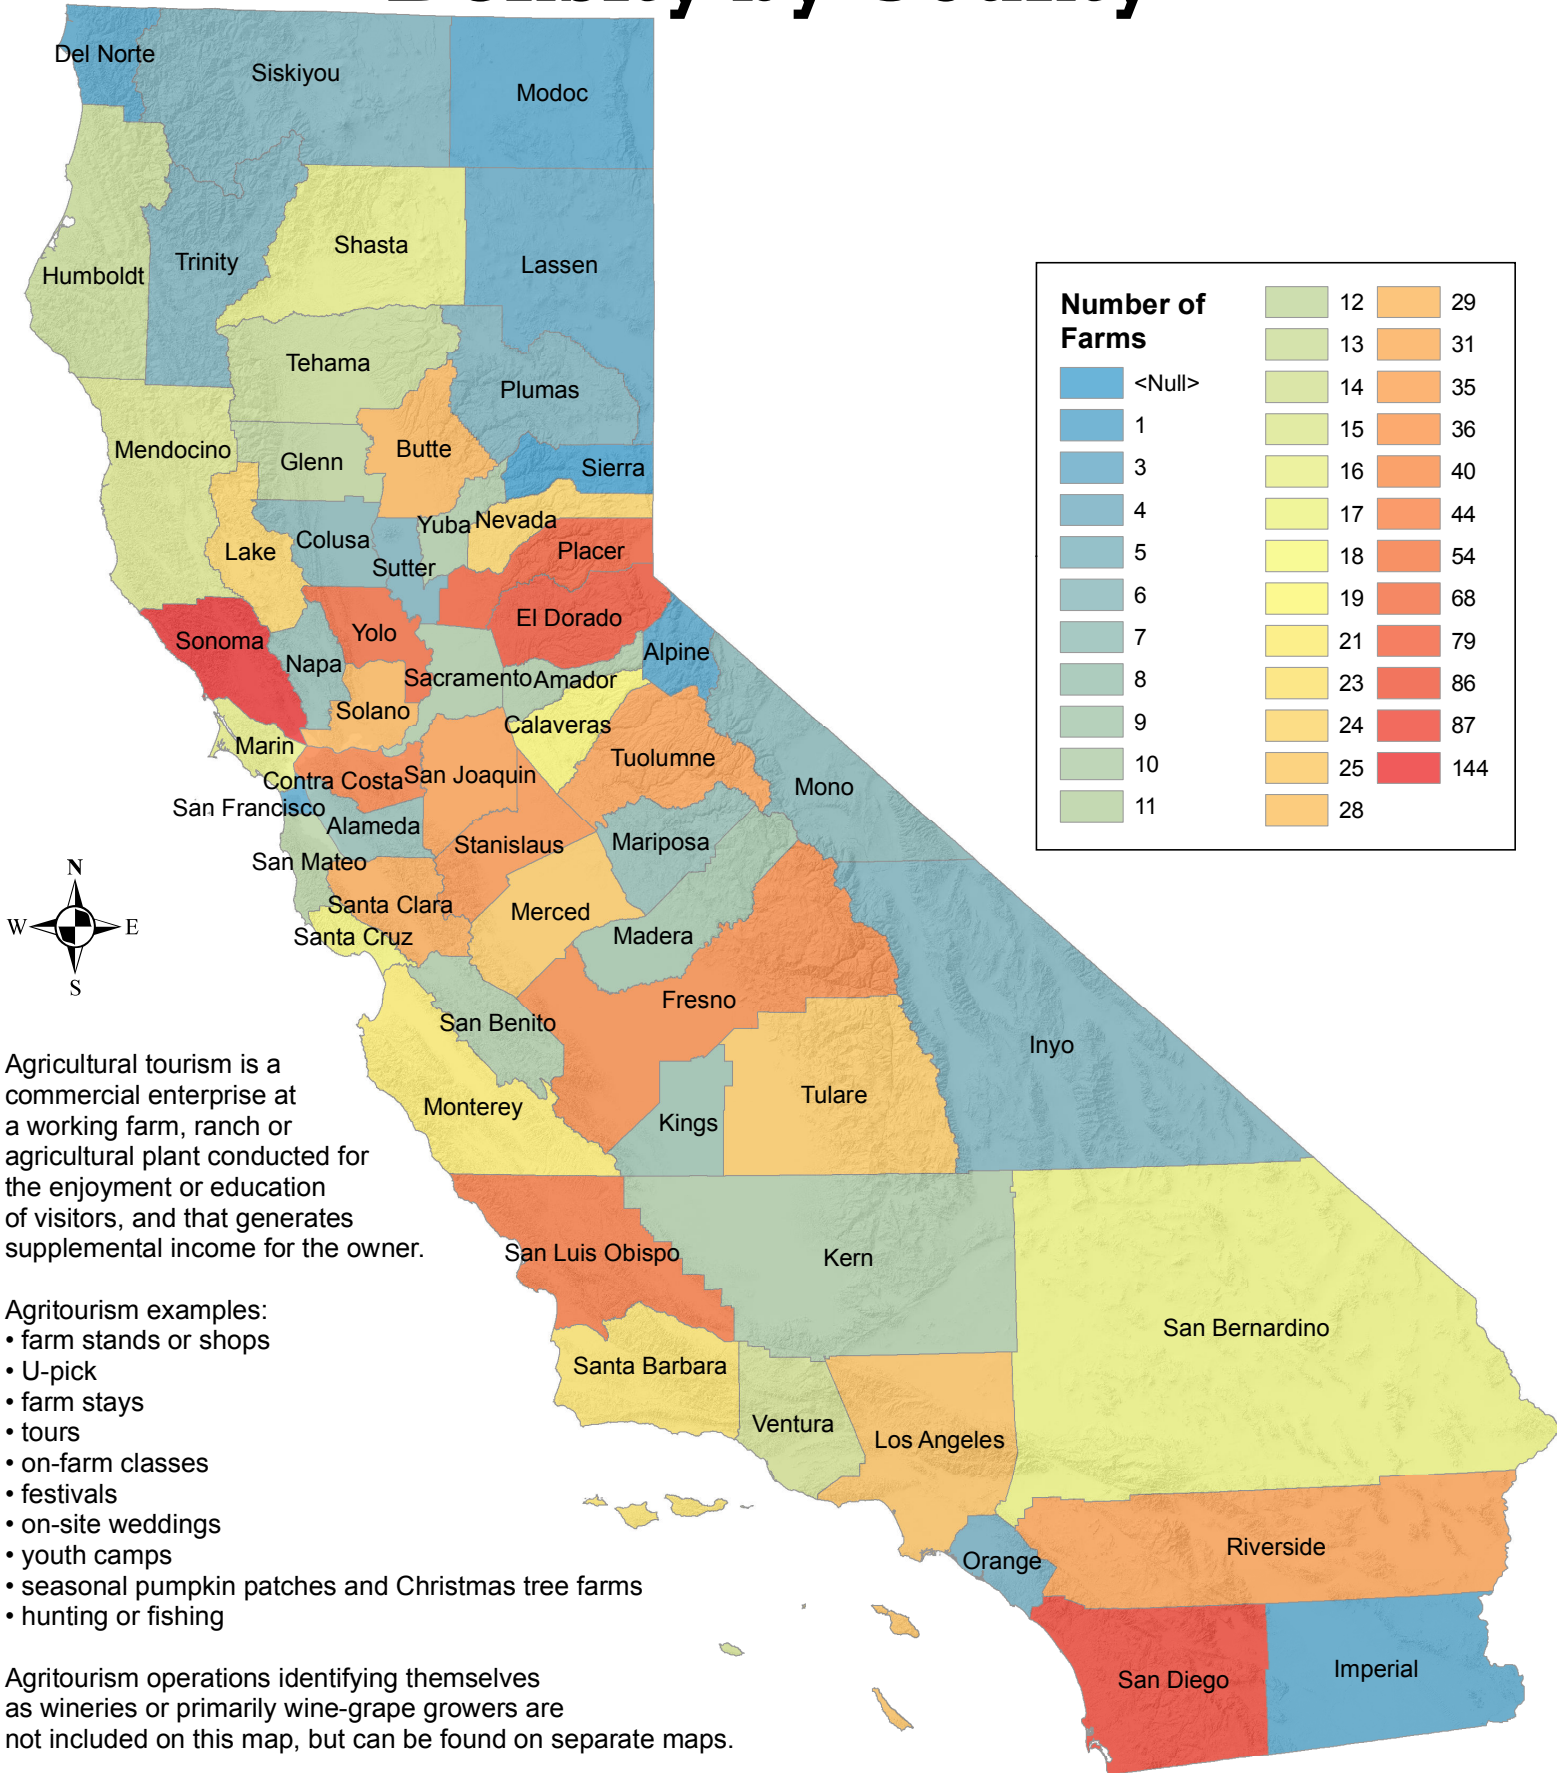 Density by County
Del Norte
Siskiyou
Modoc
Shasta
Trinity
Lassen
Humboldt
Tehama
Plumas
Mendocino
Butte
Glenn
Sierra
Yuba
Nevada
Colusa
Lake
Placer
Sutter
El Dorado
Yolo
Sonoma
Napa
Alpine
Sacramento
Amador
Solano
Calaveras
Marin
Tuolumne
Contra Costa
San Joaquin
Mono
San Francisco
Alameda
Stanislaus
Mariposa
San Mateo
Santa Clara
Merced
Santa Cruz
Madera
Fresno
San Benito
Inyo
Tulare
Monterey
Kings
San Luis Obispo
Kern
San Bernardino
Santa Barbara
Ventura
Los Angeles
Riverside
Orange
Imperial
San Diego
Number of
Farms
<Null>
1
3
4
5
6
7
8
9
10
11
12
13
14
15
16
17
18
19
21
23
24
25
28
29
31
35
36
40
44
54
68
79
86
87
144
N
W
E
S
Agricultural tourism is a
commercial enterprise at
a working farm, ranch or
agricultural plant conducted for
the enjoyment or education
of visitors, and that generates
supplemental income for the owner.
Agritourism examples:
• farm stands or shops
• U-pick
• farm stays
• tours
• on-farm classes
• festivals
• on-site weddings
• youth camps
• seasonal pumpkin patches and Christmas tree farms
• hunting or fishing
Agritourism operations identifying themselves
as wineries or primarily wine-grape growers are
not included on this map, but can be found on separate maps.